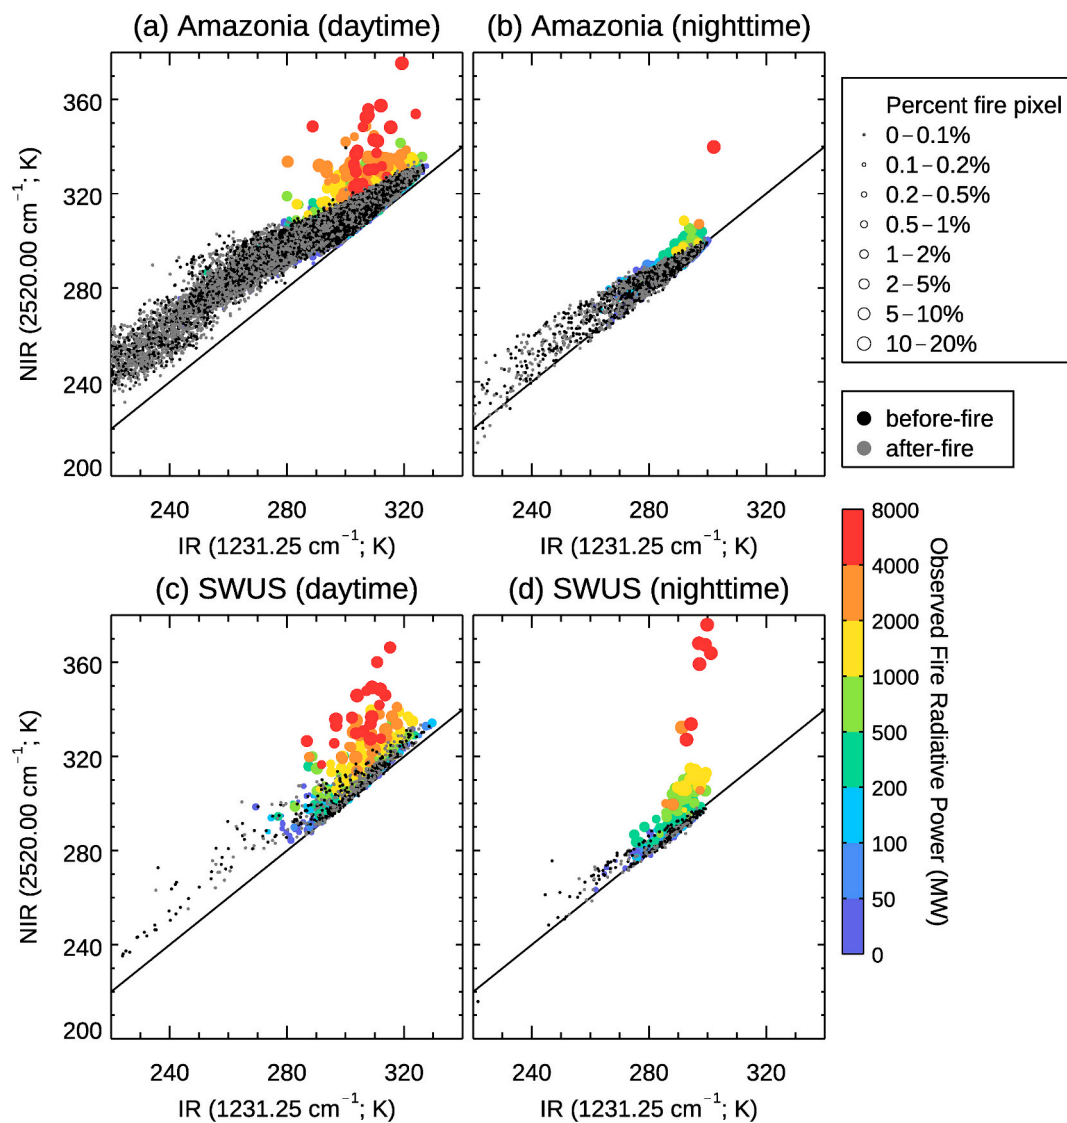 (a) Amazonia (daytime)
(b) Amazonia (nighttime)
NIR (2520.00 cm⁻¹; K)
360
320
280
240
200
240 280 320
IR (1231.25 cm⁻¹; K)
240 280 320
IR (1231.25 cm⁻¹; K)
Percent fire pixel
0–0.1%
0.1–0.2%
0.2–0.5%
0.5–1%
1–2%
2–5%
5–10%
10–20%
before-fire
after-fire
(c) SWUS (daytime)
(d) SWUS (nighttime)
NIR (2520.00 cm⁻¹; K)
360
320
280
240
200
240 280 320
IR (1231.25 cm⁻¹; K)
240 280 320
IR (1231.25 cm⁻¹; K)
8000
4000
2000
1000
500
200
100
50
0
Observed Fire Radiative Power (MW)